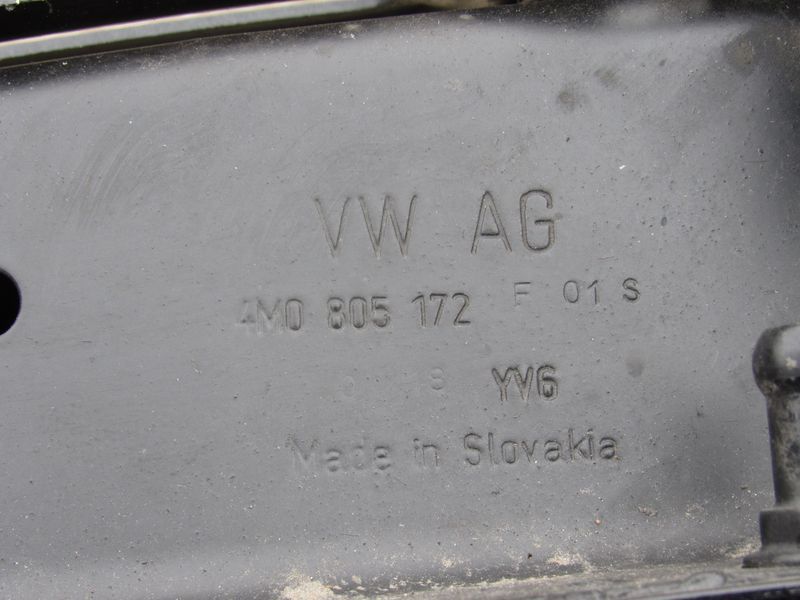 VW AG
4M0 805 172 F 01 S
YV6
Made in Slovakia